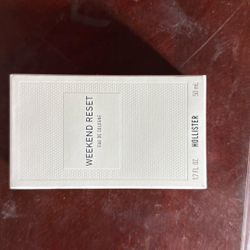 WEEKEND RESET
EAU DE COLOGNE
HOLLISTER
1.7 FL. OZ
50 mL